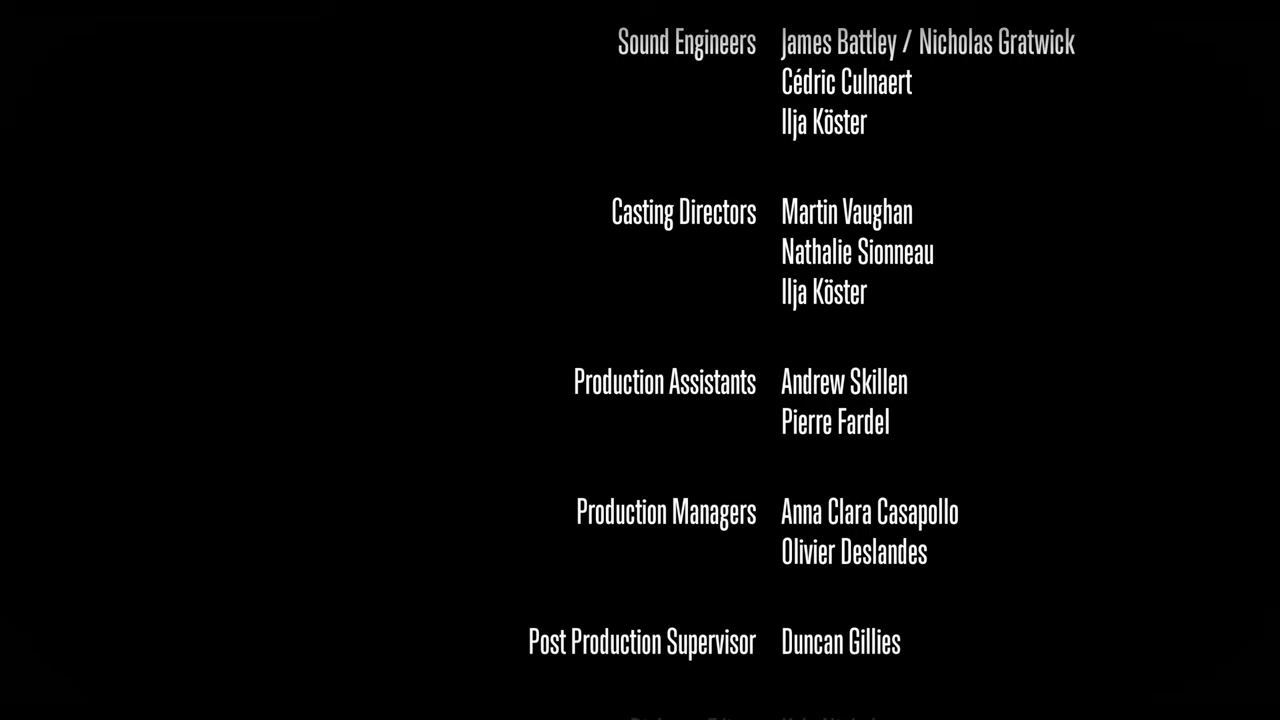 Sound Engineers James Battley / Nicholas Gratwick
Cédric Culnaert
Ilja Köster
Casting Directors Martin Vaughan
Nathalie Sionneau
Ilja Köster
Production Assistants Andrew Skillen
Pierre Fardel
Production Managers Anna Clara Casapollo
Olivier Deslandes
Post Production Supervisor Duncan Gillies